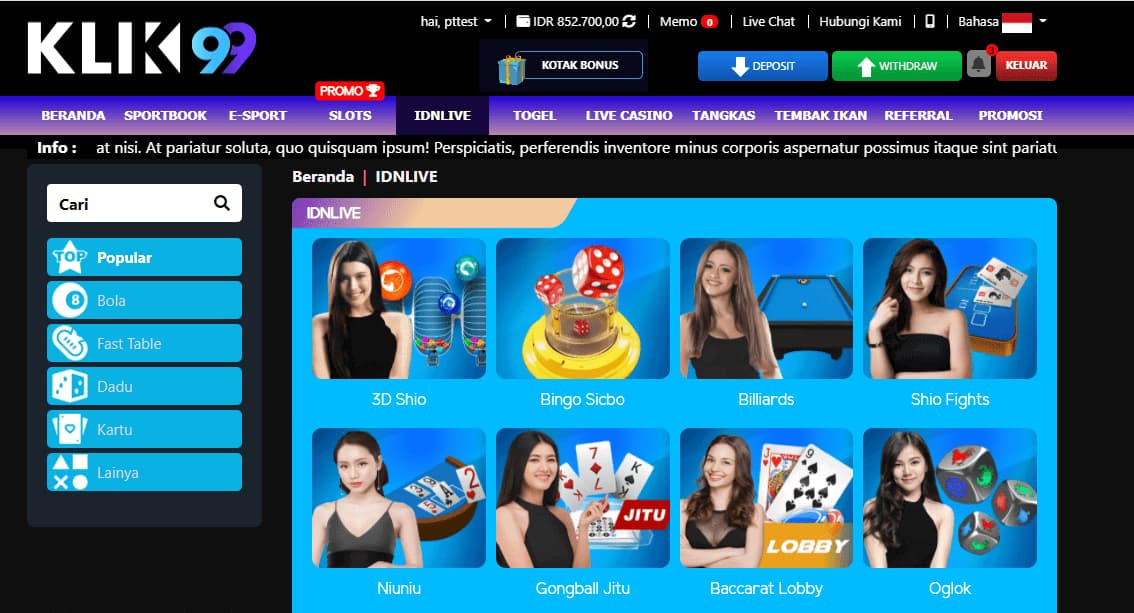 KLIK99
hai, pttest
IDR 852.700,00
Memo 0
Live Chat
Hubungi Kami
Bahasa
KOTAK BONUS
DEPOSIT
WITHDRAW
3
KELUAR
PROMO
BERANDA SPORTBOOK E-SPORT SLOTS IDNLIVE TOGEL LIVE CASINO TANGKAS TEMBAK IKAN REFERRAL PROMOSI
Info : at nisi. At pariatur soluta, quo quisquam ipsum! Perspiciatis, perferendis inventore minus corporis aspernatur possimus itaque sint pariatu
Cari
TOP Popular
8 Bola
Fast Table
Dadu
Kartu
Lainya
Beranda | IDNLIVE
IDNLIVE
3D Shio
Bingo Sicbo
Billiards
Shio Fights
2
Niuniu
7 K K 7
JITU
Gongball Jitu
J K
LOBBY
Baccarat Lobby
Oglok